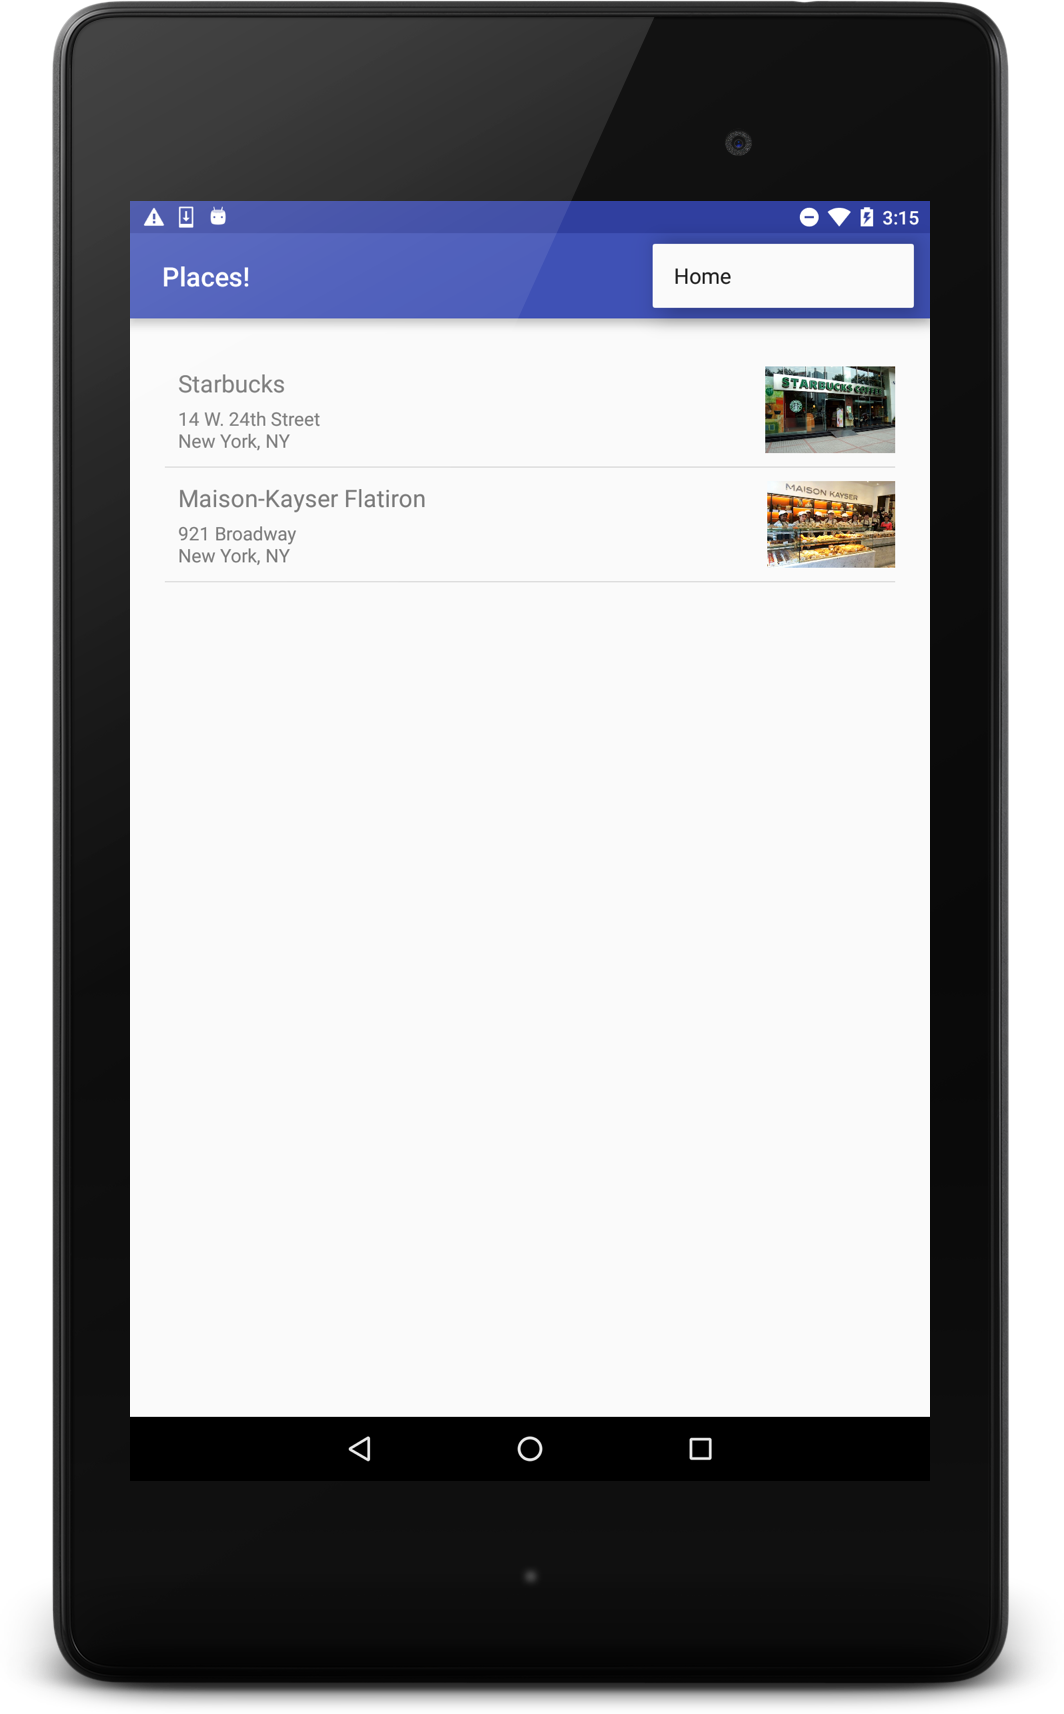 3:15
Places!
Home
Starbucks
14 W. 24th Street
New York, NY
STARBUCKS COFFEE
Maison-Kayser Flatiron
921 Broadway
New York, NY
MAISON KAYSER